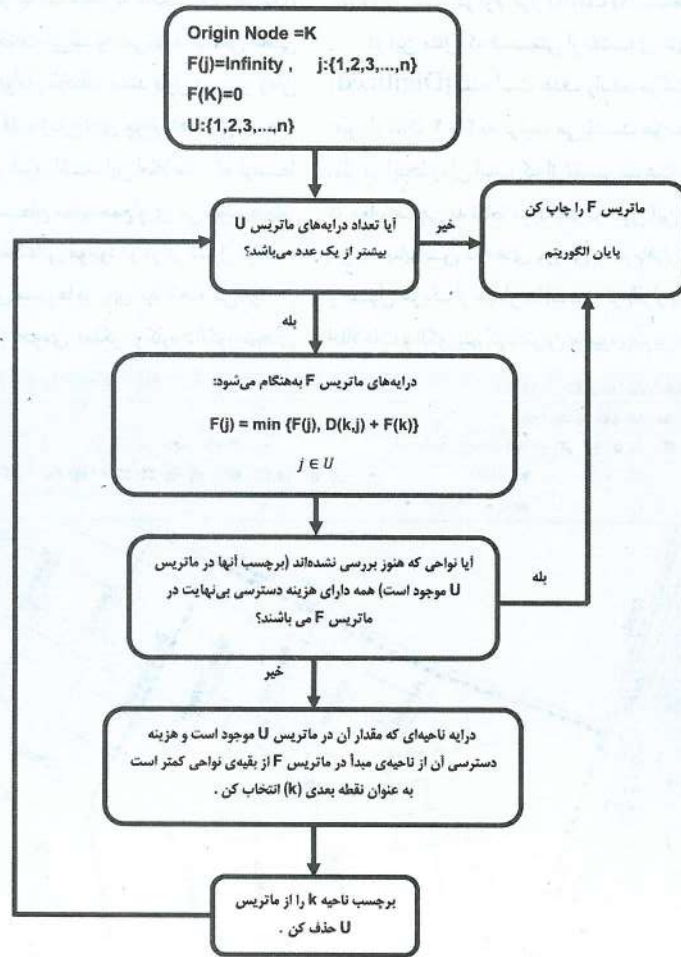 Origin Node =K
F(j)=Infinity , j:{1,2,3,...,n}
F(K)=0
U:{1,2,3,...,n}
آیا تعداد درایه‌های ماتریس U
بیشتر از یک عدد می‌باشد؟
خیر
ماتریس F را چاپ کن
پایان الگوریتم
بله
درایه‌های ماتریس F به‌هنگام می‌شود:
F(j) = min {F(j), D(k,j) + F(k)}
j ∈ U
آیا نواحی که هنوز بررسی نشده‌اند (برچسب آنها در ماتریس
U موجود است) همه دارای هزینه دسترسی بی‌نهایت در
ماتریس F می باشند؟
بله
خیر
درایه ناحیه‌ای که مقدار آن در ماتریس U موجود است و هزینه
دسترسی آن از ناحیه‌ی مبدأ در ماتریس F از بقیه‌ی نواحی کمتر است
به عنوان نقطه بعدی (k) انتخاب کن .
برچسب ناحیه k را از ماتریس
U حذف کن .